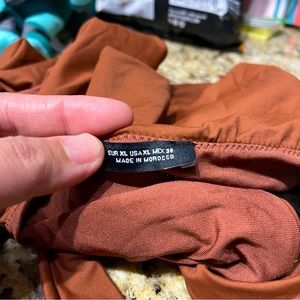 EUR XL USA XL MEX 36
MADE IN MOROCCO